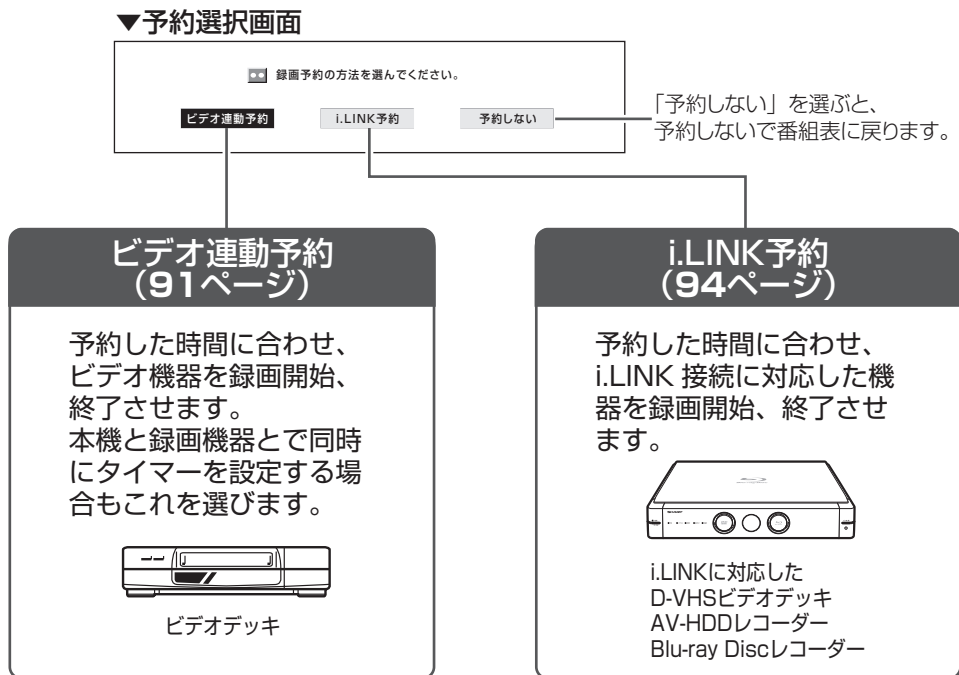 ▼予約選択画面
録画予約の方法を選んでください。
ビデオ連動予約
i.LINK予約
予約しない
「予約しない」を選ぶと、
予約しないで番組表に戻ります。
ビデオ連動予約
（91ページ）
予約した時間に合わせ、
ビデオ機器を録画開始、
終了させます。
本機と録画機器とで同時
にタイマーを設定する場
合もこれを選びます。
ビデオデッキ
i.LINK予約
（94ページ）
予約した時間に合わせ、
i.LINK 接続に対応した機
器を録画開始、終了させ
ます。
i.LINKに対応した
D-VHSビデオデッキ
AV-HDDレコーダー
Blu-ray Discレコーダー